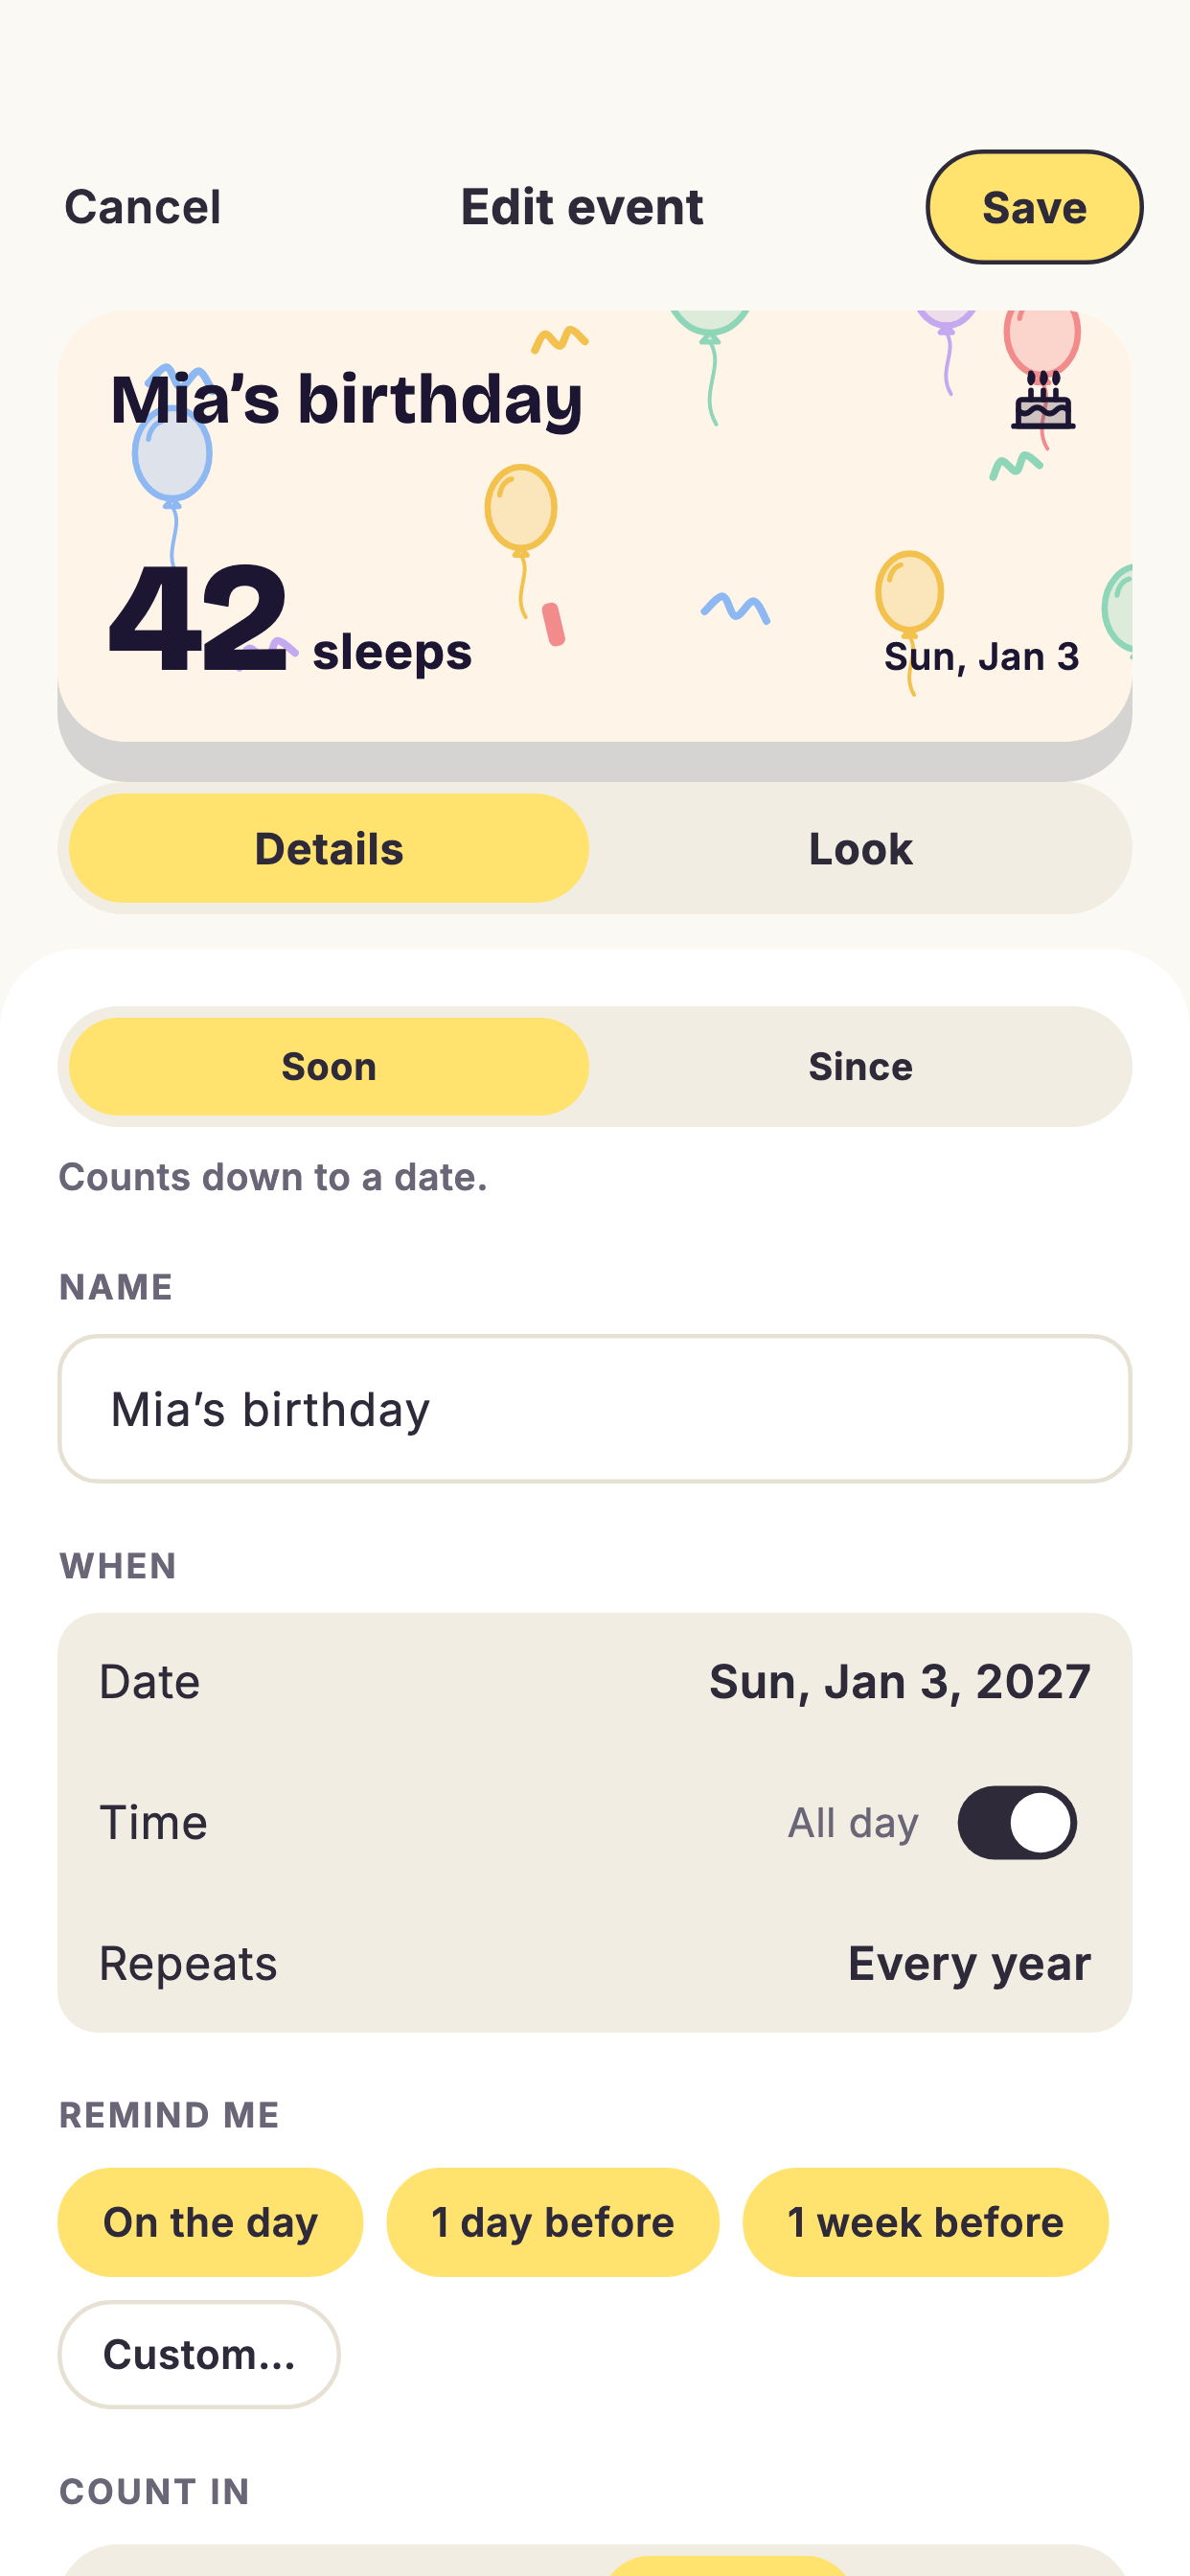 Cancel
Edit event
Save
Mia’s birthday
42 sleeps
Sun, Jan 3
Details
Look
Soon
Since
Counts down to a date.
NAME
Mia’s birthday
WHEN
Date
Sun, Jan 3, 2027
Time
All day
Repeats
Every year
REMIND ME
On the day
1 day before
1 week before
Custom...
COUNT IN